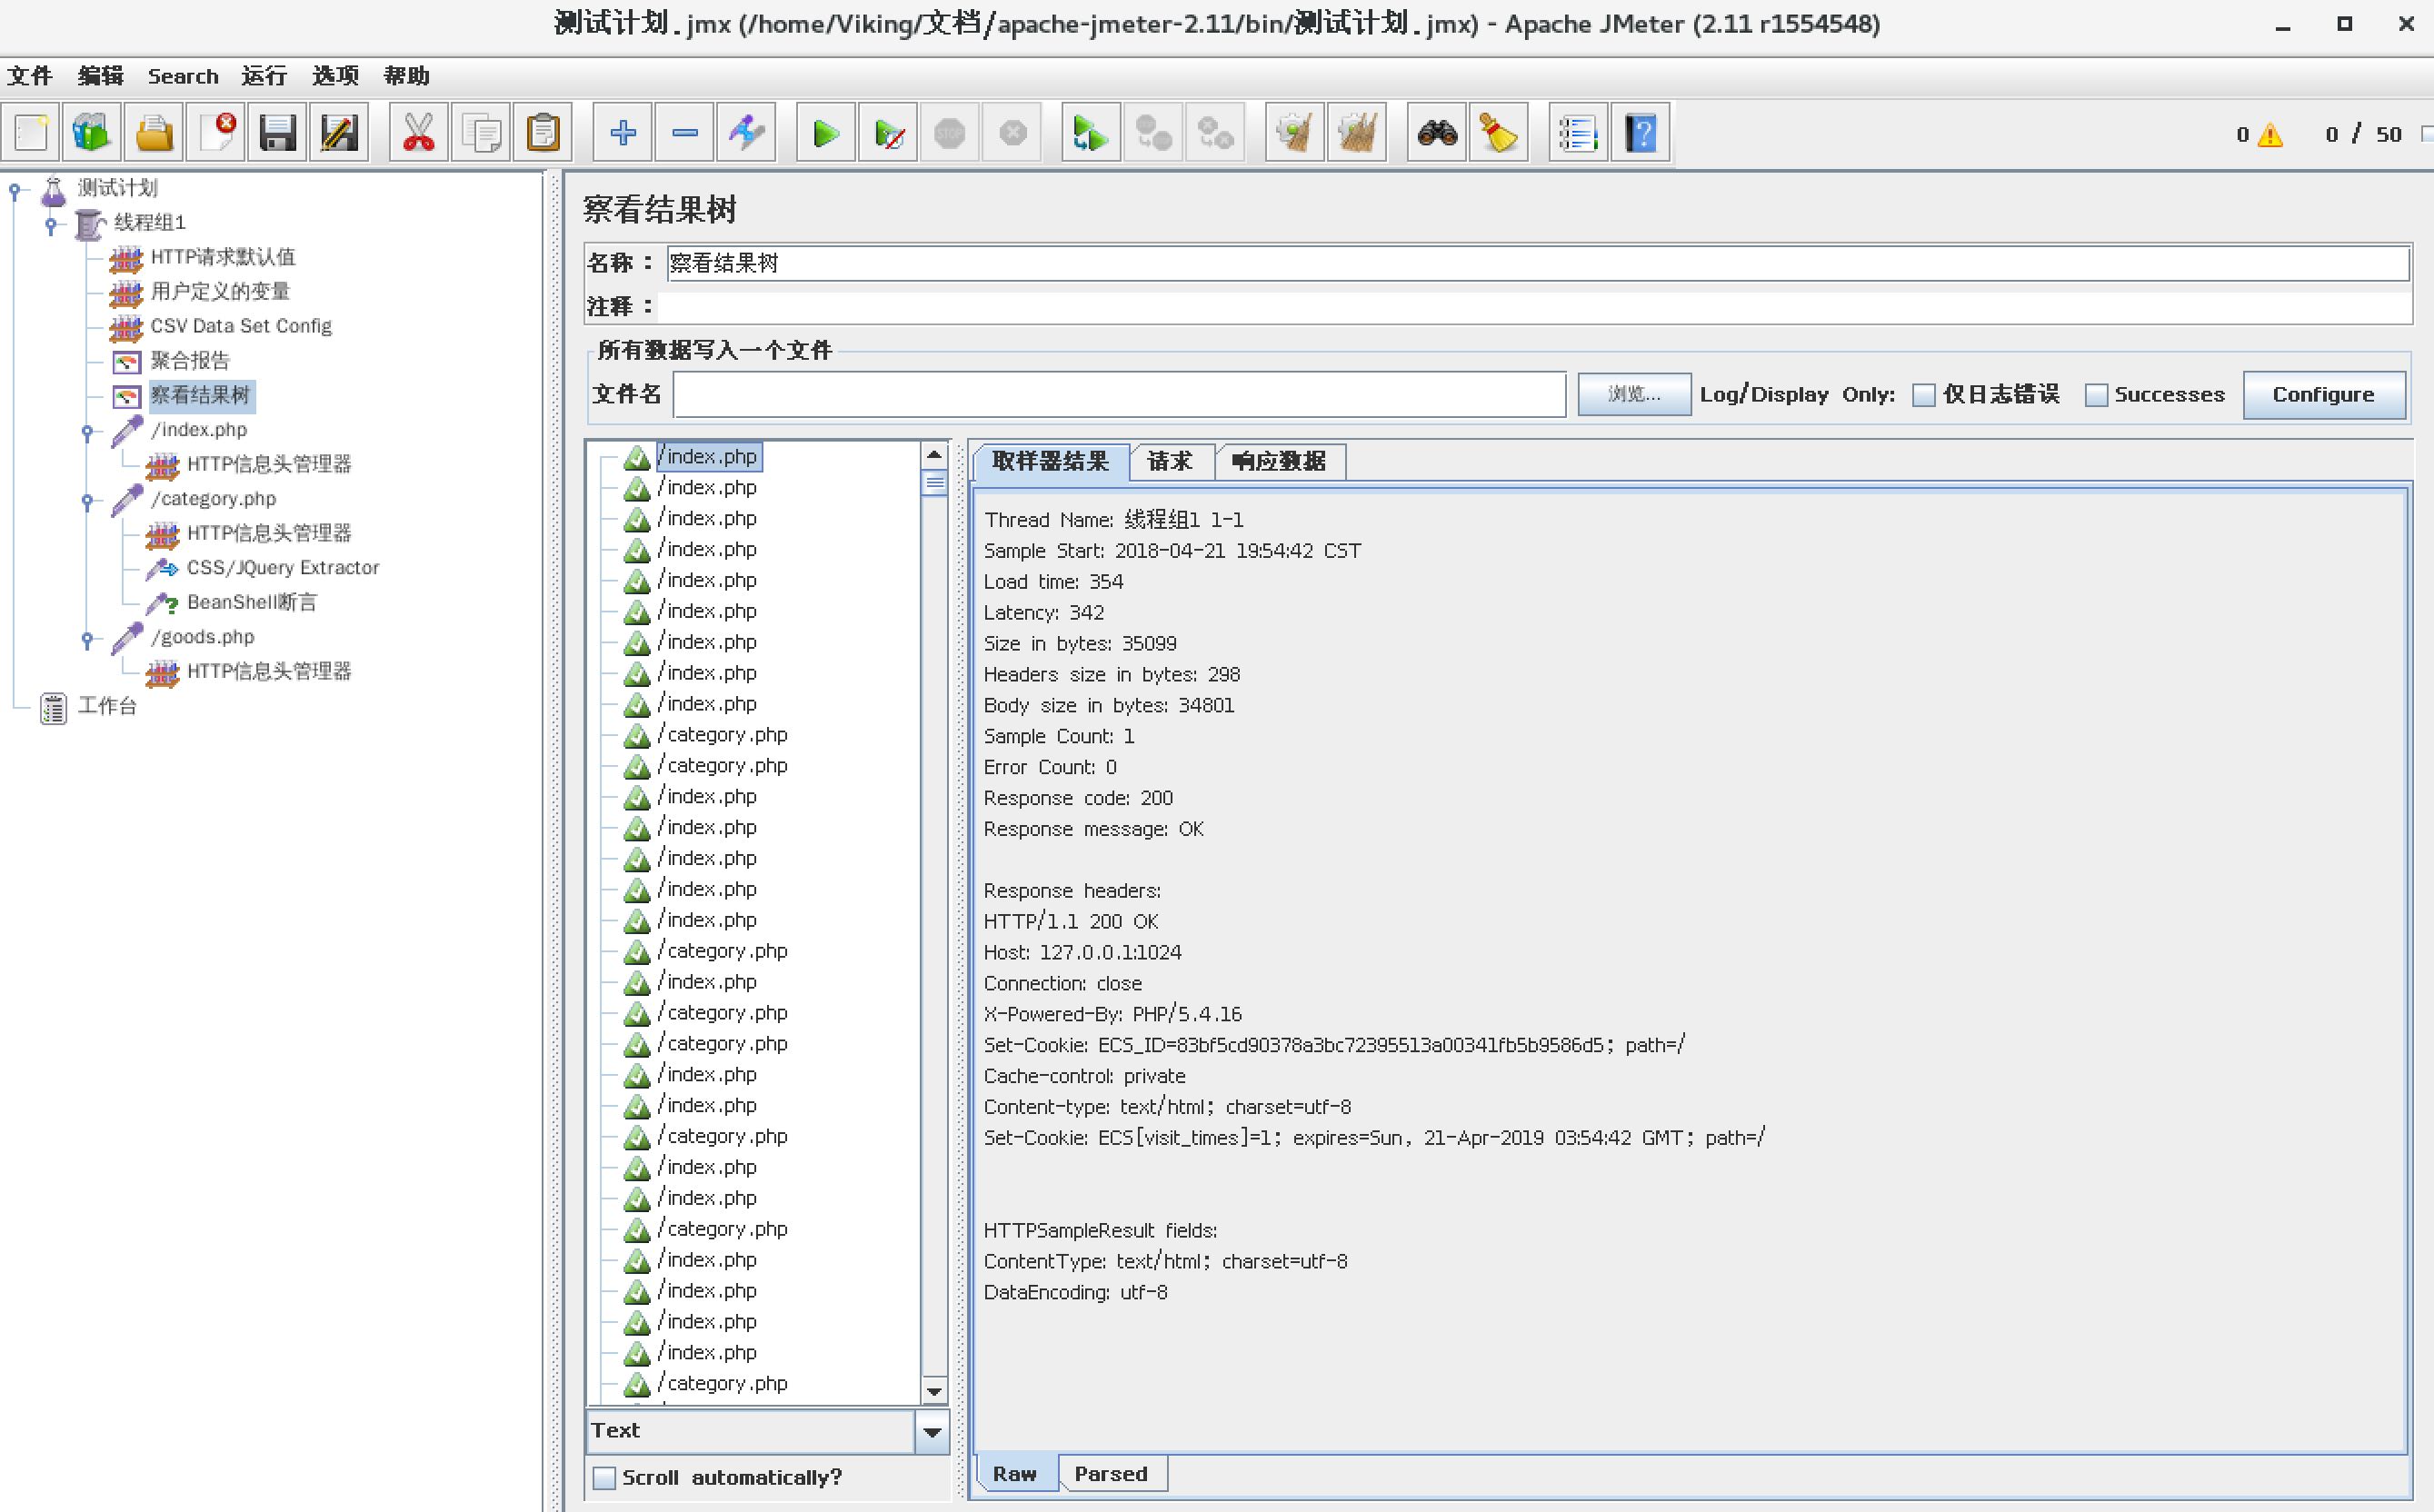 测试计划.jmx (/home/Viking/文档/apache-jmeter-2.11/bin/测试计划.jmx) - Apache JMeter (2.11 r1554548)
文件 编辑 Search 运行 选项 帮助
STOP 0 0 / 50
测试计划
线程组1
HTTP请求默认值
用户定义的变量
CSV Data Set Config
聚合报告
察看结果树
/index.php
HTTP信息头管理器
/category.php
HTTP信息头管理器
CSS/JQuery Extractor
BeanShell断言
/goods.php
HTTP信息头管理器
工作台
察看结果树
名称： 察看结果树
注释：
所有数据写入一个文件
文件名 浏览... Log/Display Only: 仅日志错误 Successes Configure
/index.php
/index.php
/index.php
/index.php
/index.php
/index.php
/index.php
/index.php
/index.php
/category.php
/category.php
/index.php
/index.php
/index.php
/index.php
/index.php
/category.php
/index.php
/category.php
/category.php
/index.php
/index.php
/category.php
/index.php
/index.php
/category.php
/index.php
/index.php
/index.php
/index.php
/category.php
Text
Scroll automatically?
取样器结果 请求 响应数据
Thread Name: 线程组1 1-1
Sample Start: 2018-04-21 19:54:42 CST
Load time: 354
Latency: 342
Size in bytes: 35099
Headers size in bytes: 298
Body size in bytes: 34801
Sample Count: 1
Error Count: 0
Response code: 200
Response message: OK
Response headers:
HTTP/1.1 200 OK
Host: 127.0.0.1:1024
Connection: close
X-Powered-By: PHP/5.4.16
Set-Cookie: ECS_ID=83bf5cd90378a3bc72395513a00341fb5b9586d5; path=/
Cache-control: private
Content-type: text/html; charset=utf-8
Set-Cookie: ECS[visit_times]=1; expires=Sun, 21-Apr-2019 03:54:42 GMT; path=/
HTTPSampleResult fields:
ContentType: text/html; charset=utf-8
DataEncoding: utf-8
Raw Parsed